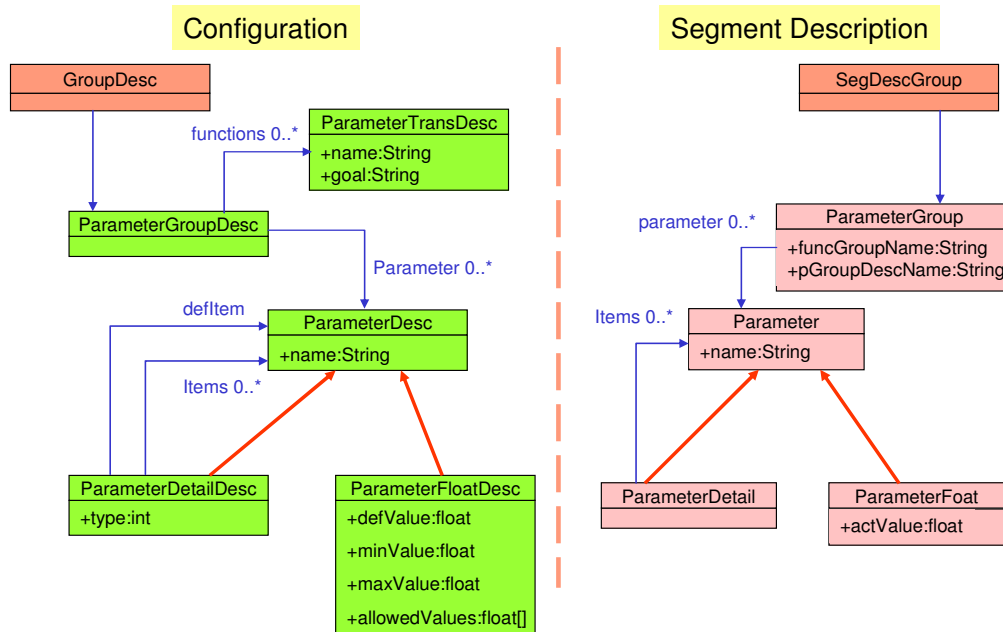 Configuration
Segment Description
GroupDesc
SegDescGroup
functions 0..*
ParameterTransDesc
+name:String
+goal:String
ParameterGroupDesc
Parameter 0..*
parameter 0..*
ParameterGroup
+funcGroupName:String
+pGroupDescName:String
defItem
ParameterDesc
+name:String
Items 0..*
Items 0..*
Parameter
+name:String
ParameterDetailDesc
+type:int
ParameterFloatDesc
+defValue:float
+minValue:float
+maxValue:float
+allowedValues:float[]
ParameterDetail
ParameterFoat
+actValue:float